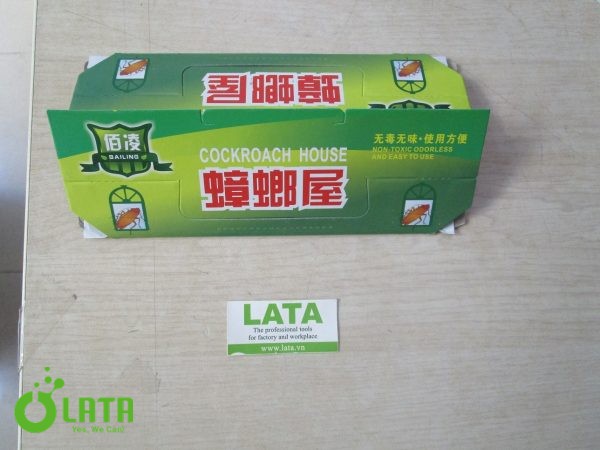 蟑螂屋
佰凌
BAILING
COCKROACH HOUSE
蟑螂屋
无毒无味·使用方便
NON-TOXIC ODORLESS
AND EASY TO USE
LATA
The professional tools
for factory and workplace
www.lata.vn
LATA
Yes, We Can!